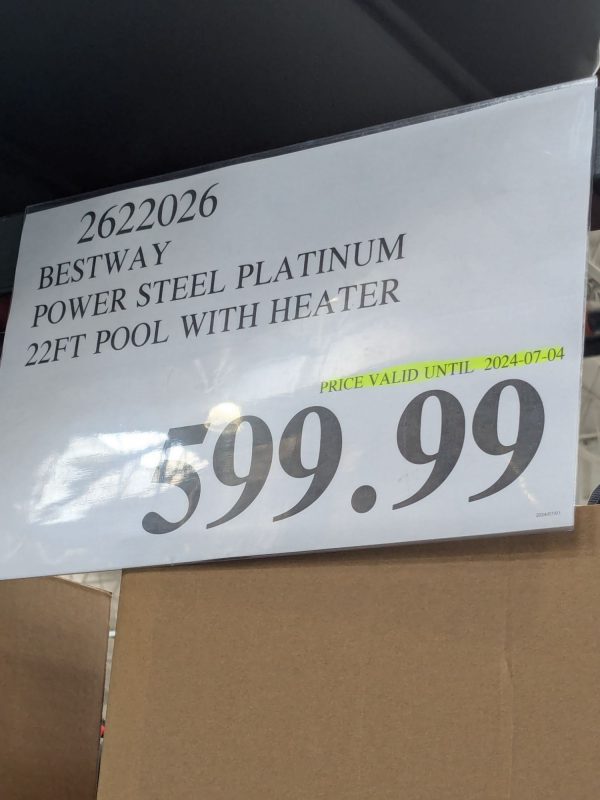 2622026
BESTWAY
POWER STEEL PLATINUM
22FT POOL WITH HEATER
PRICE VALID UNTIL 2024-07-04
599.99